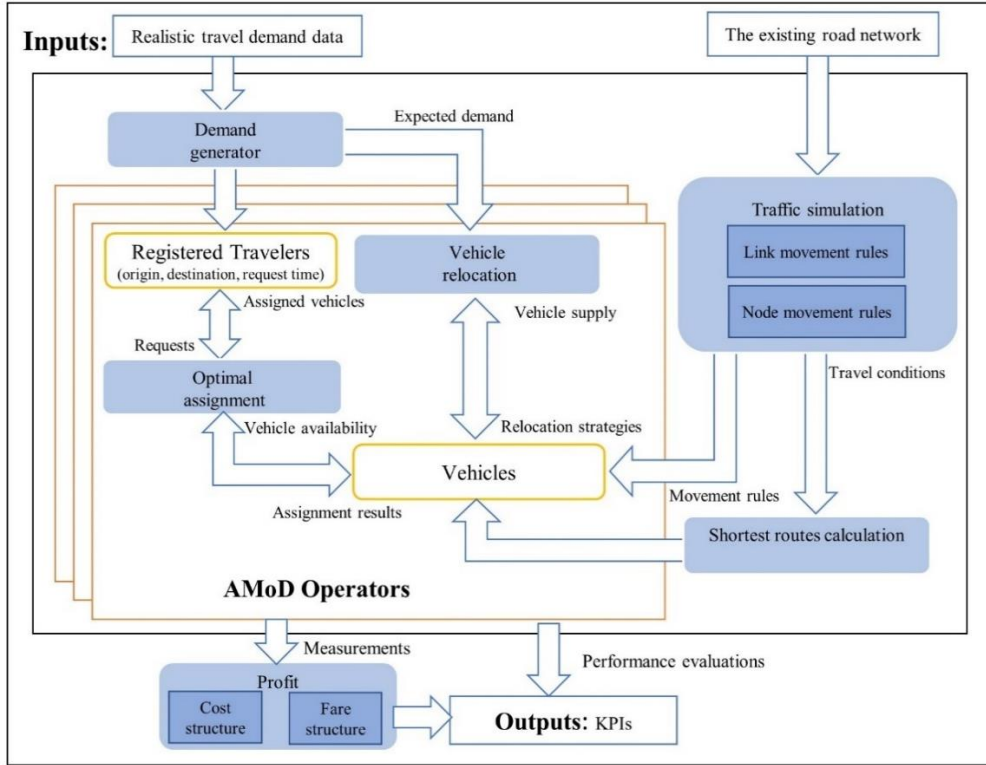 Inputs:
Realistic travel demand data
The existing road network
Demand
generator
Expected demand
Traffic simulation
Link movement rules
Node movement rules
Registered Travelers
(origin, destination, request time)
Vehicle
relocation
Assigned vehicles
Vehicle supply
Requests
Optimal
assignment
Travel conditions
Vehicle availability
Relocation strategies
Vehicles
Movement rules
Assignment results
Shortest routes calculation
AMoD Operators
Measurements
Performance evaluations
Profit
Cost
structure
Fare
structure
Outputs: KPIs